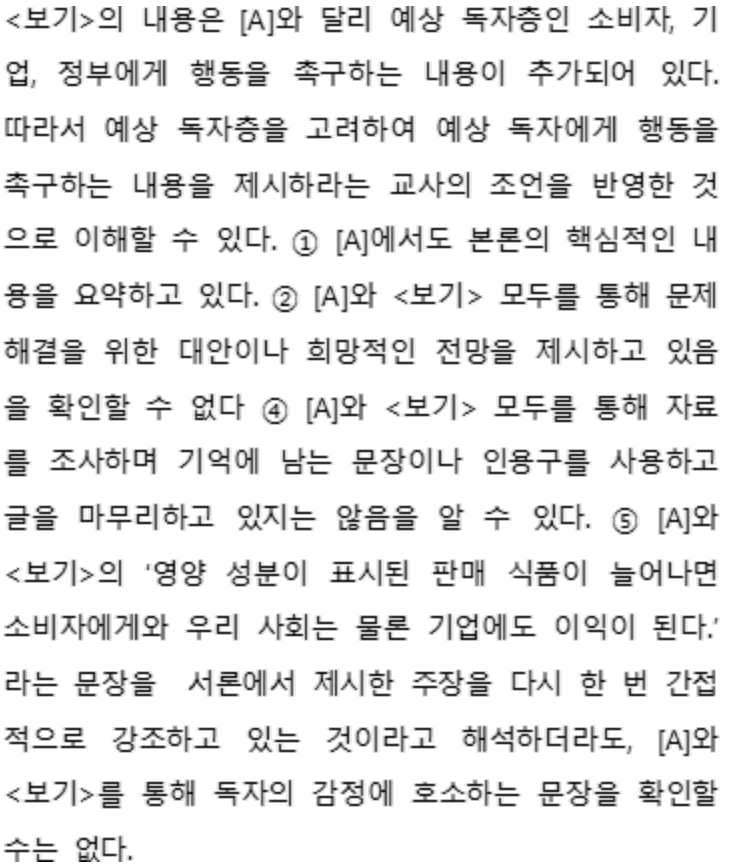 <보기>의 내용은 [A]와 달리 예상 독자층인 소비자, 기
업, 정부에게 행동을 촉구하는 내용이 추가되어 있다.
따라서 예상 독자층을 고려하여 예상 독자에게 행동을
촉구하는 내용을 제시하라는 교사의 조언을 반영한 것
으로 이해할 수 있다. ① [A]에서도 본론의 핵심적인 내
용을 요약하고 있다. ② [A]와 <보기> 모두를 통해 문제
해결을 위한 대안이나 희망적인 전망을 제시하고 있음
을 확인할 수 없다 ④ [A]와 <보기> 모두를 통해 자료
를 조사하며 기억에 남는 문장이나 인용구를 사용하고
글을 마무리하고 있지는 않음을 알 수 있다. ⑤ [A]와
<보기>의 ‘영양 성분이 표시된 판매 식품이 늘어나면
소비자에게와 우리 사회는 물론 기업에도 이익이 된다.’
라는 문장을 서론에서 제시한 주장을 다시 한 번 간접
적으로 강조하고 있는 것이라고 해석하더라도, [A]와
<보기>를 통해 독자의 감정에 호소하는 문장을 확인할
수는 없다.